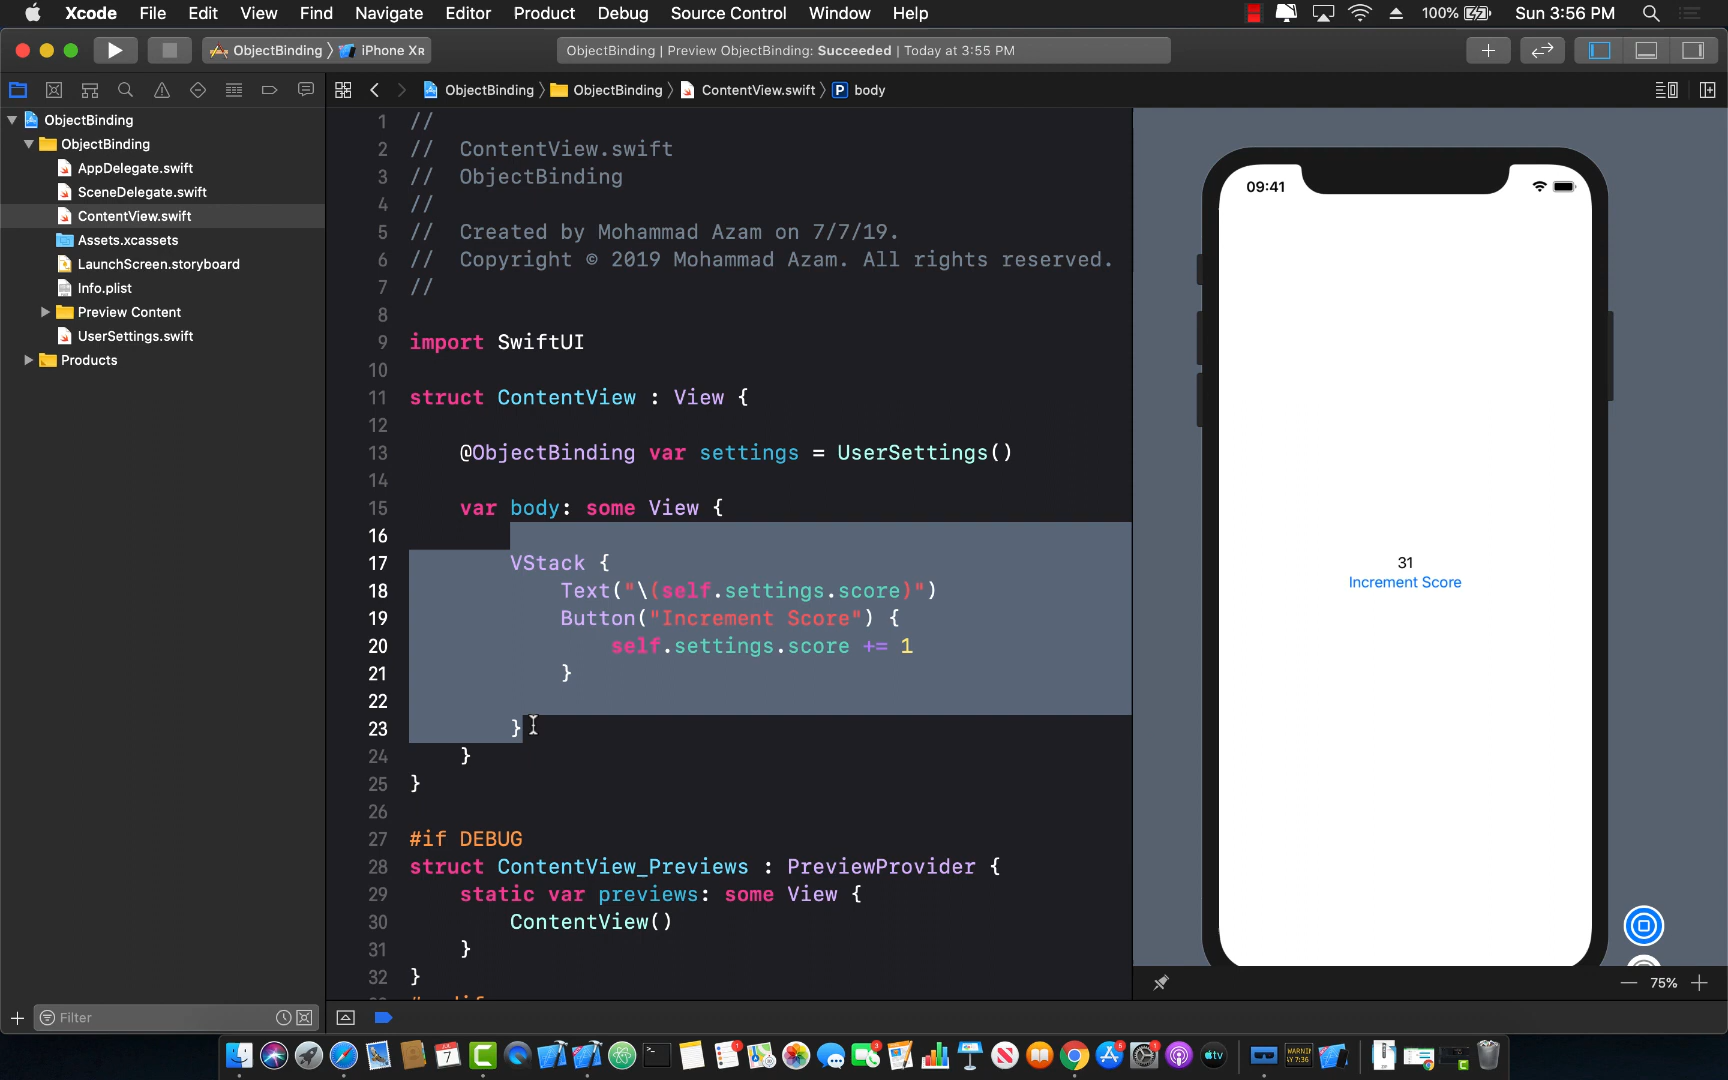 Xcode File Edit View Find Navigate Editor Product Debug Source Control Window Help 100% Sun 3:56 PM
ObjectBinding 〉 iPhone XR ObjectBinding | Preview ObjectBinding: Succeeded | Today at 3:55 PM
ObjectBinding 〉 ObjectBinding 〉 ContentView.swift 〉 P body
ObjectBinding
ObjectBinding
AppDelegate.swift
SceneDelegate.swift
ContentView.swift
Assets.xcassets
LaunchScreen.storyboard
Info.plist
Preview Content
UserSettings.swift
Products
Filter
1 //
2 //  ContentView.swift
3 //  ObjectBinding
4 //
5 //  Created by Mohammad Azam on 7/7/19.
6 //  Copyright © 2019 Mohammad Azam. All rights reserved.
7 //
8
9 import SwiftUI
10
11 struct ContentView : View {
12
13     @ObjectBinding var settings = UserSettings()
14
15     var body: some View {
16
17         VStack {
18             Text("\(self.settings.score)")
19             Button("Increment Score") {
20                 self.settings.score += 1
21             }
22
23         }
24     }
25 }
26
27 #if DEBUG
28 struct ContentView_Previews : PreviewProvider {
29     static var previews: some View {
30         ContentView()
31     }
32 }
09:41
31
Increment Score
75%